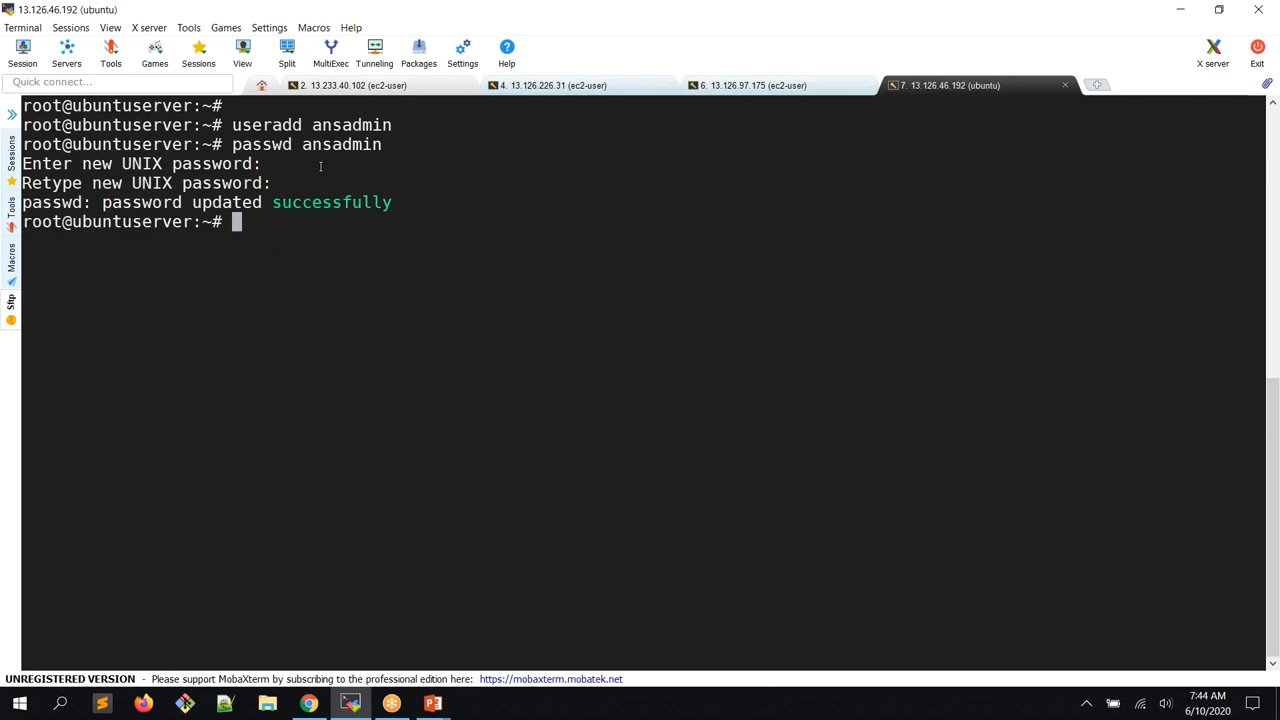 13.126.46.192 (ubuntu)
Terminal Sessions View X server Tools Games Settings Macros Help
Session Servers Tools Games Sessions View Split MultiExec Tunneling Packages Settings Help X server Exit
Quick connect...
2. 13.233.40.102 (ec2-user)
4. 13.126.226.31 (ec2-user)
6. 13.126.97.175 (ec2-user)
7. 13.126.46.192 (ubuntu)
Sessions
Tools
Macros
Sftp
root@ubuntuserver:~#
root@ubuntuserver:~# useradd ansadmin
root@ubuntuserver:~# passwd ansadmin
Enter new UNIX password:
Retype new UNIX password:
passwd: password updated successfully
root@ubuntuserver:~#
UNREGISTERED VERSION - Please support MobaXterm by subscribing to the professional edition here: https://mobaxterm.mobatek.net
7:44 AM
6/10/2020